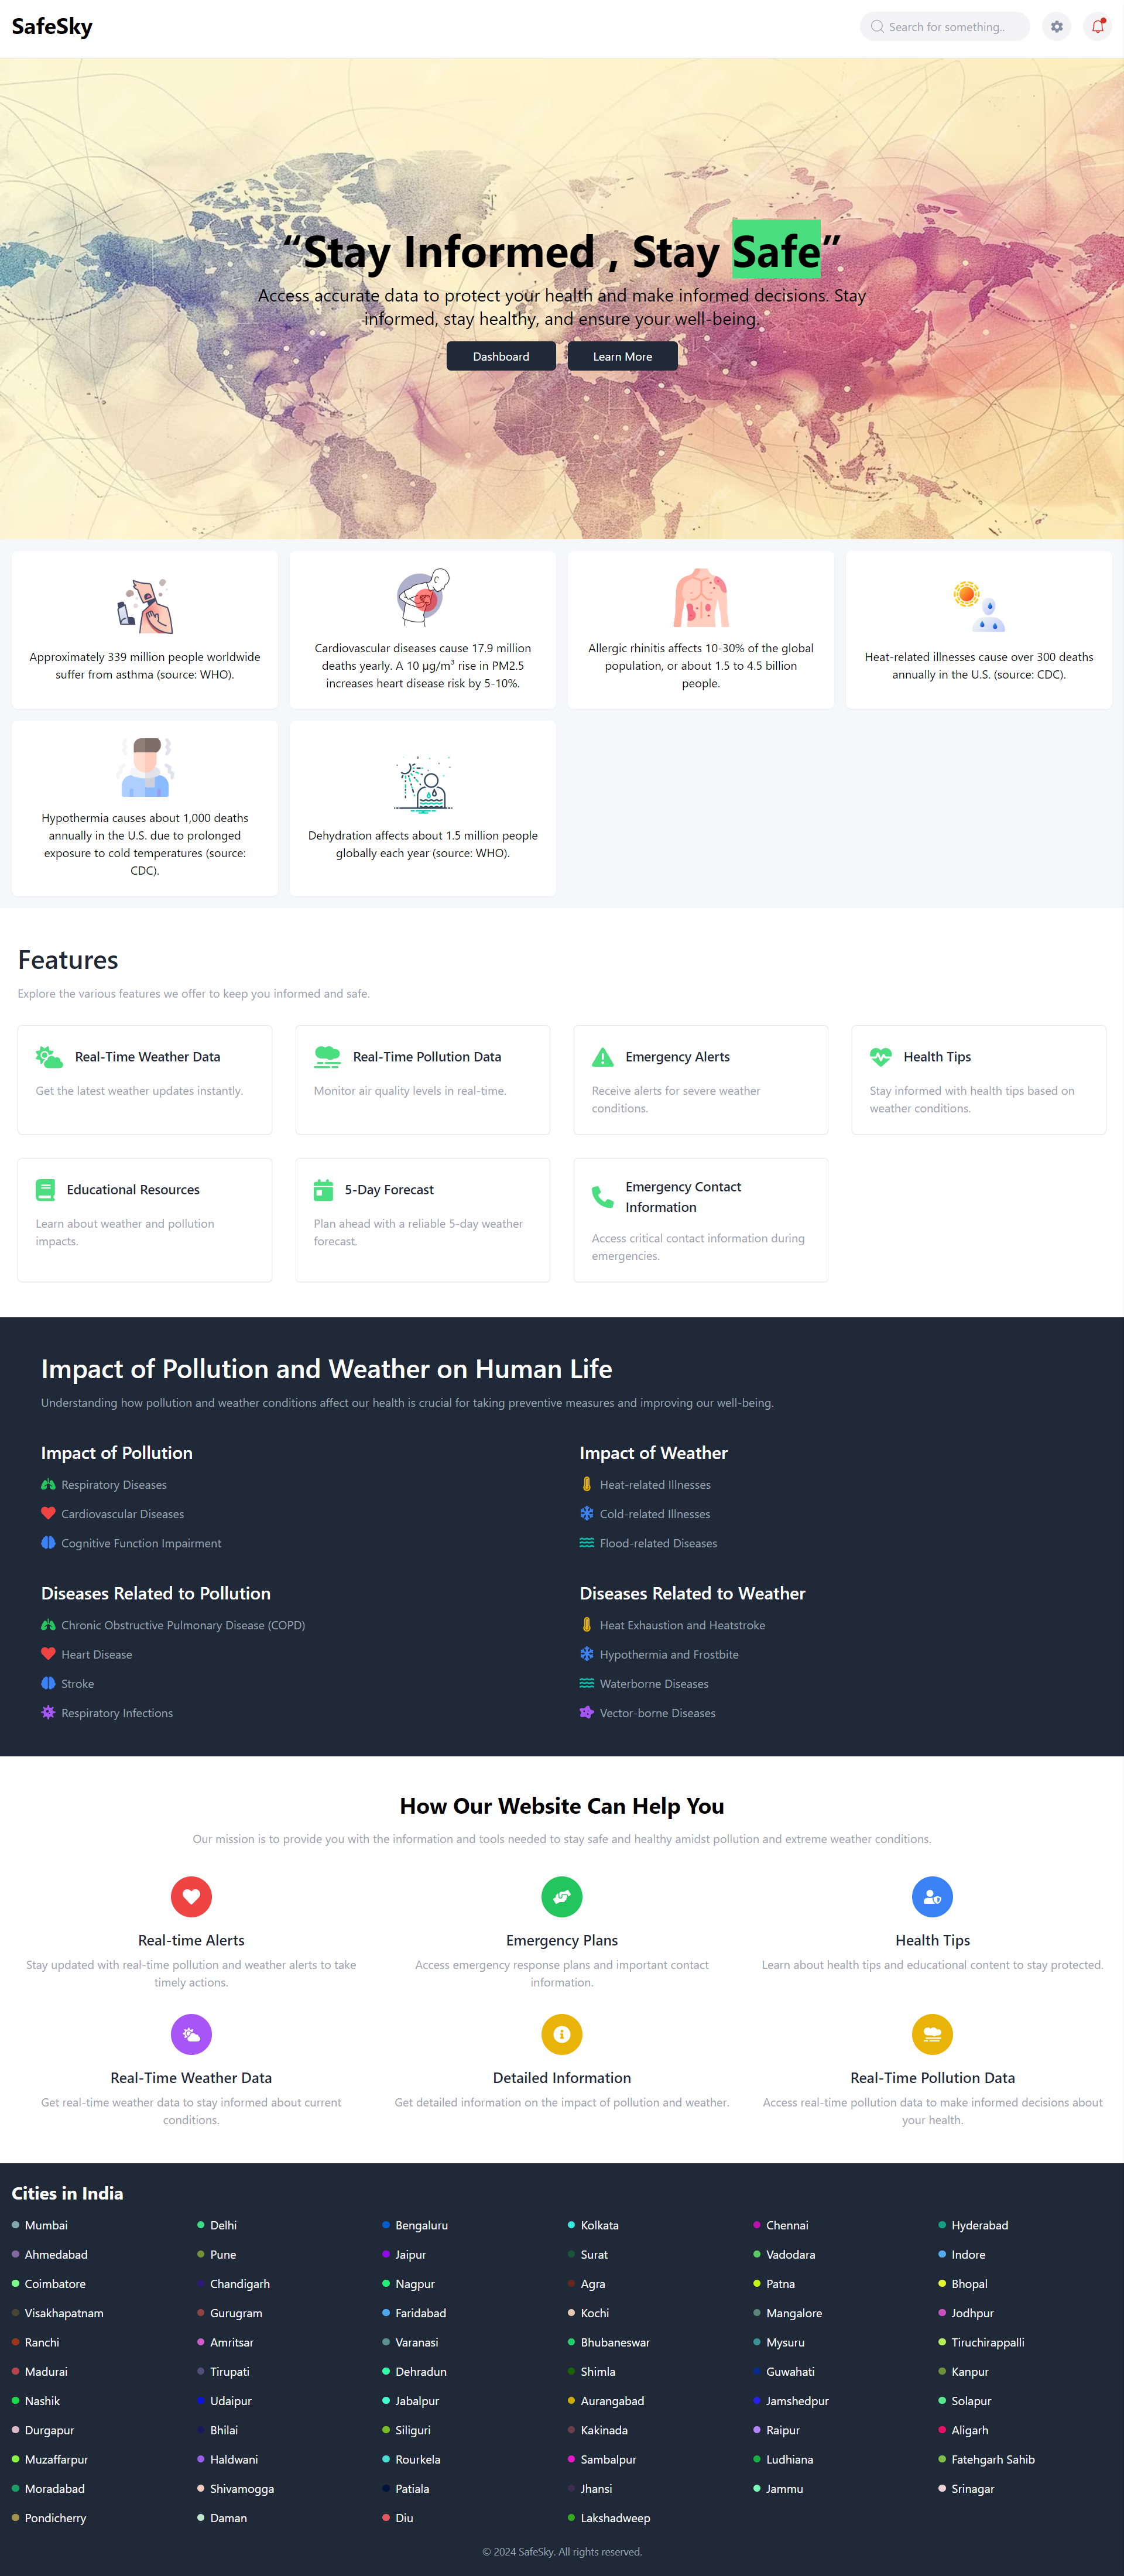 SafeSky
Search for something..
“Stay Informed , Stay Safe”
Access accurate data to protect your health and make informed decisions. Stay
informed, stay healthy, and ensure your well-being.
Dashboard
Learn More
Approximately 339 million people worldwide
suffer from asthma (source: WHO).
Cardiovascular diseases cause 17.9 million
deaths yearly. A 10 µg/m³ rise in PM2.5
increases heart disease risk by 5-10%.
Allergic rhinitis affects 10-30% of the global
population, or about 1.5 to 4.5 billion
people.
Heat-related illnesses cause over 300 deaths
annually in the U.S. (source: CDC).
Hypothermia causes about 1,000 deaths
annually in the U.S. due to prolonged
exposure to cold temperatures (source:
CDC).
Dehydration affects about 1.5 million people
globally each year (source: WHO).
Features
Explore the various features we offer to keep you informed and safe.
Real-Time Weather Data
Get the latest weather updates instantly.
Real-Time Pollution Data
Monitor air quality levels in real-time.
Emergency Alerts
Receive alerts for severe weather
conditions.
Health Tips
Stay informed with health tips based on
weather conditions.
Educational Resources
Learn about weather and pollution
impacts.
5-Day Forecast
Plan ahead with a reliable 5-day weather
forecast.
Emergency Contact
Information
Access critical contact information during
emergencies.
Impact of Pollution and Weather on Human Life
Understanding how pollution and weather conditions affect our health is crucial for taking preventive measures and improving our well-being.
Impact of Pollution
Respiratory Diseases
Cardiovascular Diseases
Cognitive Function Impairment
Impact of Weather
Heat-related Illnesses
Cold-related Illnesses
Flood-related Diseases
Diseases Related to Pollution
Chronic Obstructive Pulmonary Disease (COPD)
Heart Disease
Stroke
Respiratory Infections
Diseases Related to Weather
Heat Exhaustion and Heatstroke
Hypothermia and Frostbite
Waterborne Diseases
Vector-borne Diseases
How Our Website Can Help You
Our mission is to provide you with the information and tools needed to stay safe and healthy amidst pollution and extreme weather conditions.
Real-time Alerts
Stay updated with real-time pollution and weather alerts to take
timely actions.
Emergency Plans
Access emergency response plans and important contact
information.
Health Tips
Learn about health tips and educational content to stay protected.
Real-Time Weather Data
Get real-time weather data to stay informed about current
conditions.
Detailed Information
Get detailed information on the impact of pollution and weather.
Real-Time Pollution Data
Access real-time pollution data to make informed decisions about
your health.
Cities in India
Mumbai Delhi Bengaluru Kolkata Chennai Hyderabad
Ahmedabad Pune Jaipur Surat Vadodara Indore
Coimbatore Chandigarh Nagpur Agra Patna Bhopal
Visakhapatnam Gurugram Faridabad Kochi Mangalore Jodhpur
Ranchi Amritsar Varanasi Bhubaneswar Mysuru Tiruchirappalli
Madurai Tirupati Dehradun Shimla Guwahati Kanpur
Nashik Udaipur Jabalpur Aurangabad Jamshedpur Solapur
Durgapur Bhilai Siliguri Kakinada Raipur Aligarh
Muzaffarpur Haldwani Rourkela Sambalpur Ludhiana Fatehgarh Sahib
Moradabad Shivamogga Patiala Jhansi Jammu Srinagar
Pondicherry Daman Diu Lakshadweep
© 2024 SafeSky. All rights reserved.